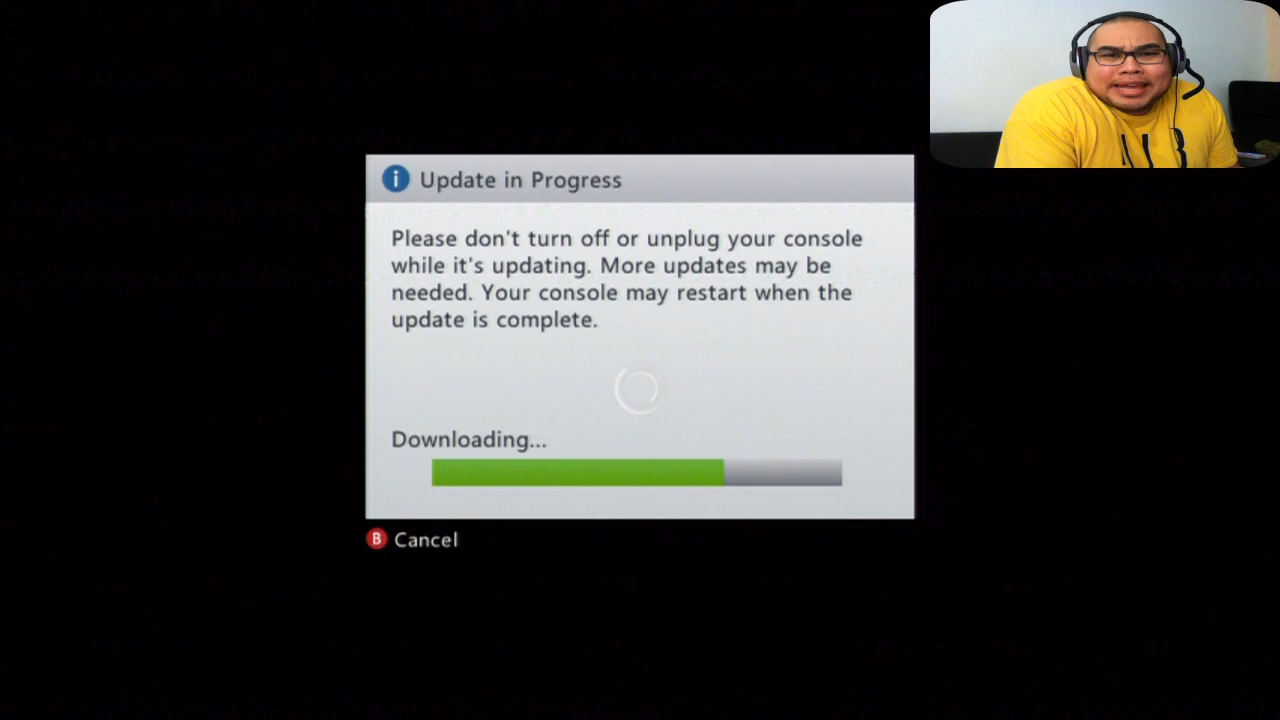 Update in Progress
Please don't turn off or unplug your console
while it's updating. More updates may be
needed. Your console may restart when the
update is complete.
Downloading...
B Cancel